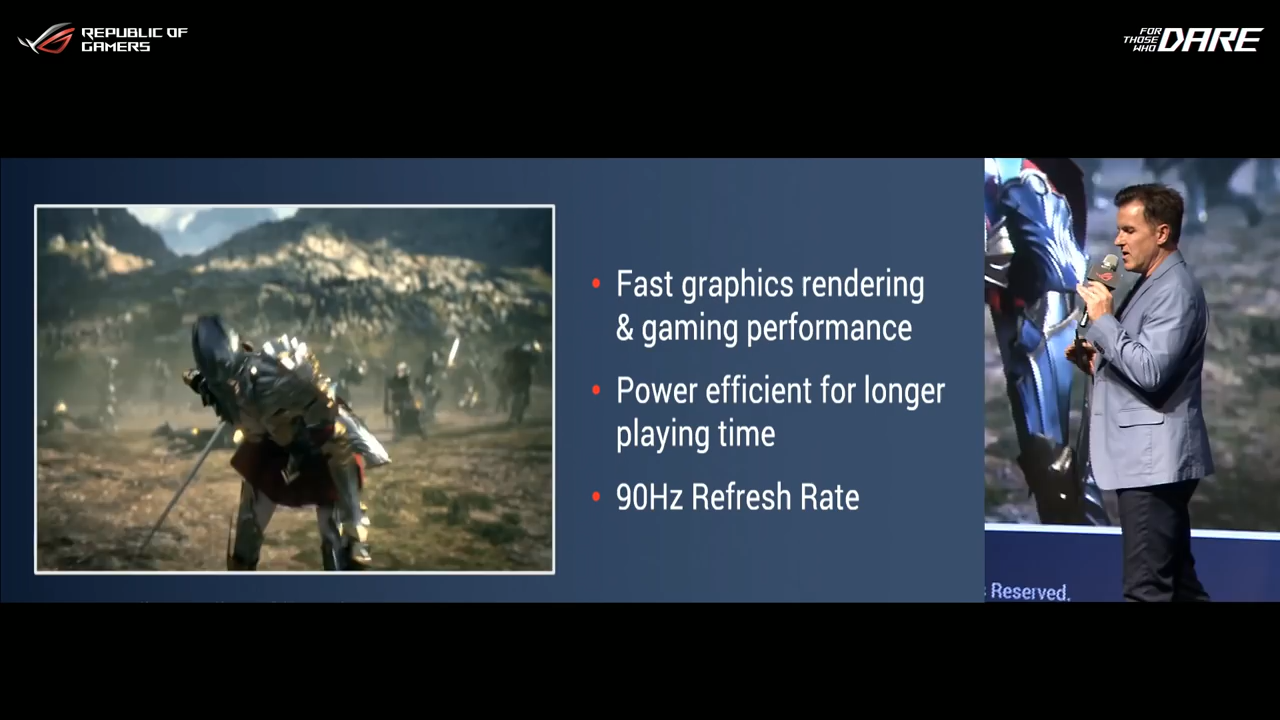 REPUBLIC OF
GAMERS
FOR
THOSE
WHO
DARE
Fast graphics rendering
& gaming performance
Power efficient for longer
playing time
90Hz Refresh Rate
Reserved.